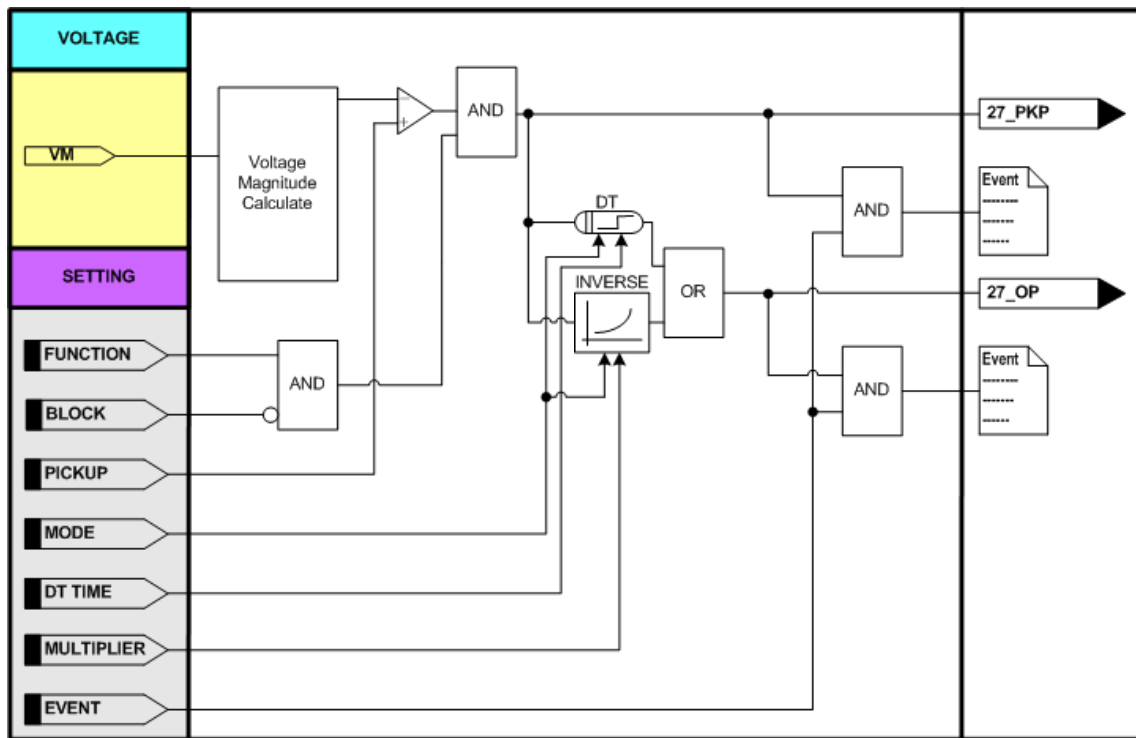 VOLTAGE
VM
SETTING
FUNCTION
BLOCK
PICKUP
MODE
DT TIME
MULTIPLIER
EVENT
Voltage
Magnitude
Calculate
−
+
AND
AND
DT
INVERSE
OR
AND
AND
27_PKP
Event
27_OP
Event